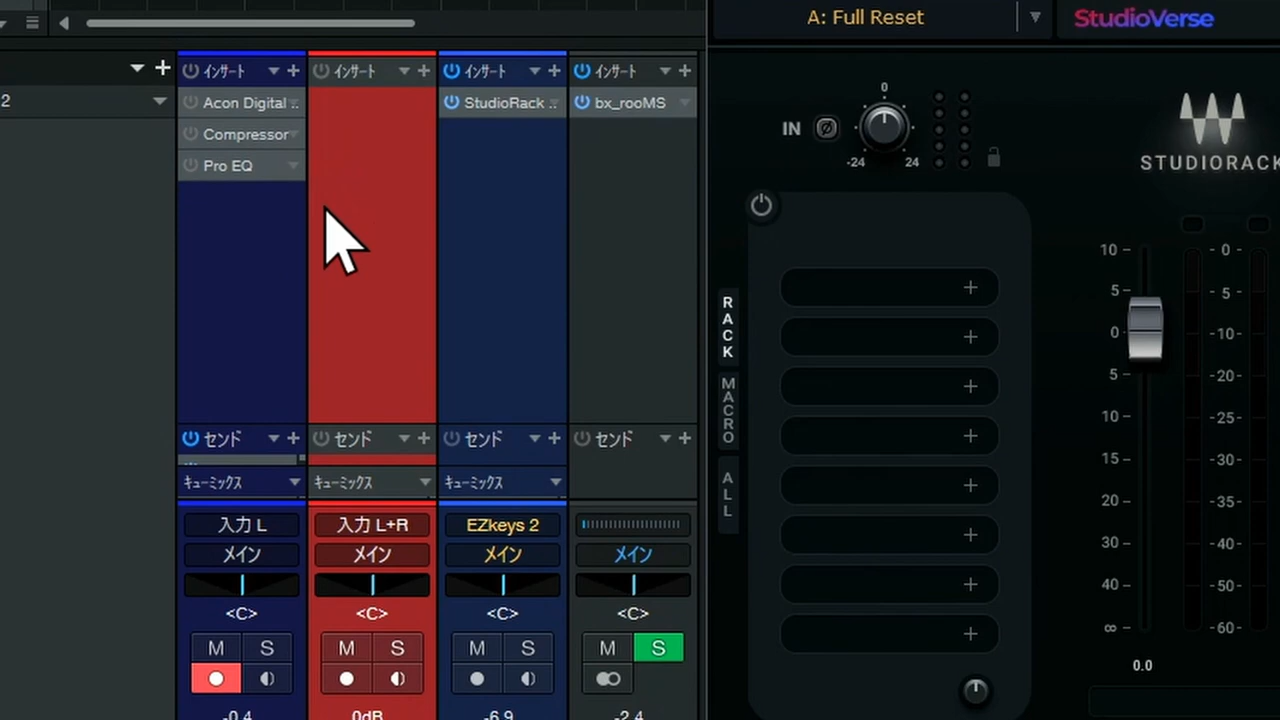 A: Full Reset
StudioVerse
2
インサート インサート インサート インサート
Acon Digital .. StudioRack .. bx_rooMS
Compressor
Pro EQ
センド センド センド センド
キューミックス キューミックス キューミックス
入力 L 入力 L+R EZkeys 2
メイン メイン メイン メイン
<C> <C> <C> <C>
M S M S M S M S
-0.4 0dB -6.9 -2.4
IN
0
-24 24
STUDIORACK
RACK
MACRO
ALL
10 0
5 -5
0 -10
5 -20
10 -25
15 -30
20 -35
30 -40
40 -50
∞ -60
0.0